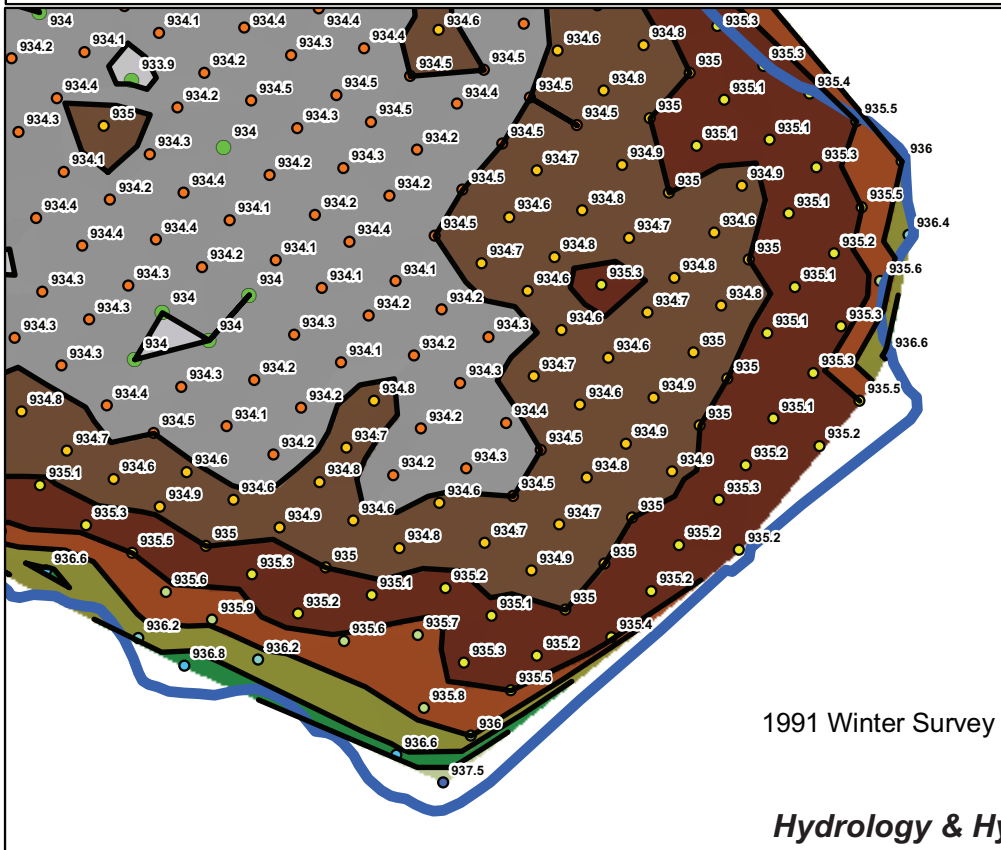 934 934.1 934.4 934.4 934.6 935.3
934.2 934.1 934.3 934.4 934.6 934.8 935.3
933.9 934.2 934.5 934.5 935 935.4
934.4 934.2 934.5 934.5 934.4 934.5 934.8 935.1 935.5
934.3 935 934.3 934.5 934.2 934.5 934.5 935 935.1 936
934.1 934.3 934 934.3 934.5 934.7 934.9 935.1 935.3
934.2 934.4 934.2 934.2 934.5 934.6 934.8 935 934.9 935.5
934.4 934.4 934.1 934.2 934.5 934.7 934.6 935.1 936.4
934.4 934.3 934.2 934.1 934.4 934.7 934.8 934.8 935 935.2
934.3 934.3 934 934 934.1 934.1 934.6 935.3 934.8 935.1 935.6
934.3 934 934 934.3 934.2 934.2 934.3 934.6 934.7 935.1 935.3 936.6
934.3 934.3 934.2 934.1 934.2 934.3 934.7 934.6 935 935 935.3
934.8 934.4 934.5 934.1 934.2 934.8 934.2 934.4 934.6 934.9 935 935.1 935.5
934.7 934.6 934.6 934.2 934.7 934.2 934.3 934.5 934.8 934.9 934.9 935.2 935.2
935.1 934.9 934.6 934.8 934.6 934.6 934.5 934.7 935 935.3
935.3 935.5 935 934.9 934.8 934.7 934.9 935 935.2 935.2
936.6 935.6 935.3 935 935.1 935.2 935.1 935 935.2
936.2 935.9 935.2 935.6 935.7 935.3 935.2 935.4
936.8 936.2 935.8 935.5
936.6 936
937.5
1991 Winter Survey
Hydrology & Hy